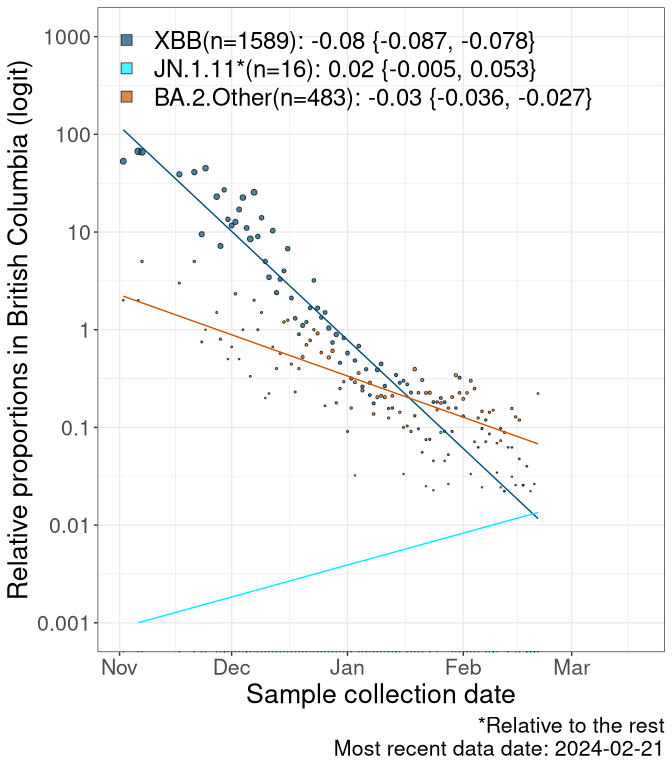 XBB(n=1589): -0.08 {-0.087, -0.078}
JN.1.11*(n=16): 0.02 {-0.005, 0.053}
BA.2.Other(n=483): -0.03 {-0.036, -0.027}
Relative proportions in British Columbia (logit)
1000
100
10
1
0.1
0.01
0.001
Nov Dec Jan Feb Mar
Sample collection date
*Relative to the rest
Most recent data date: 2024-02-21